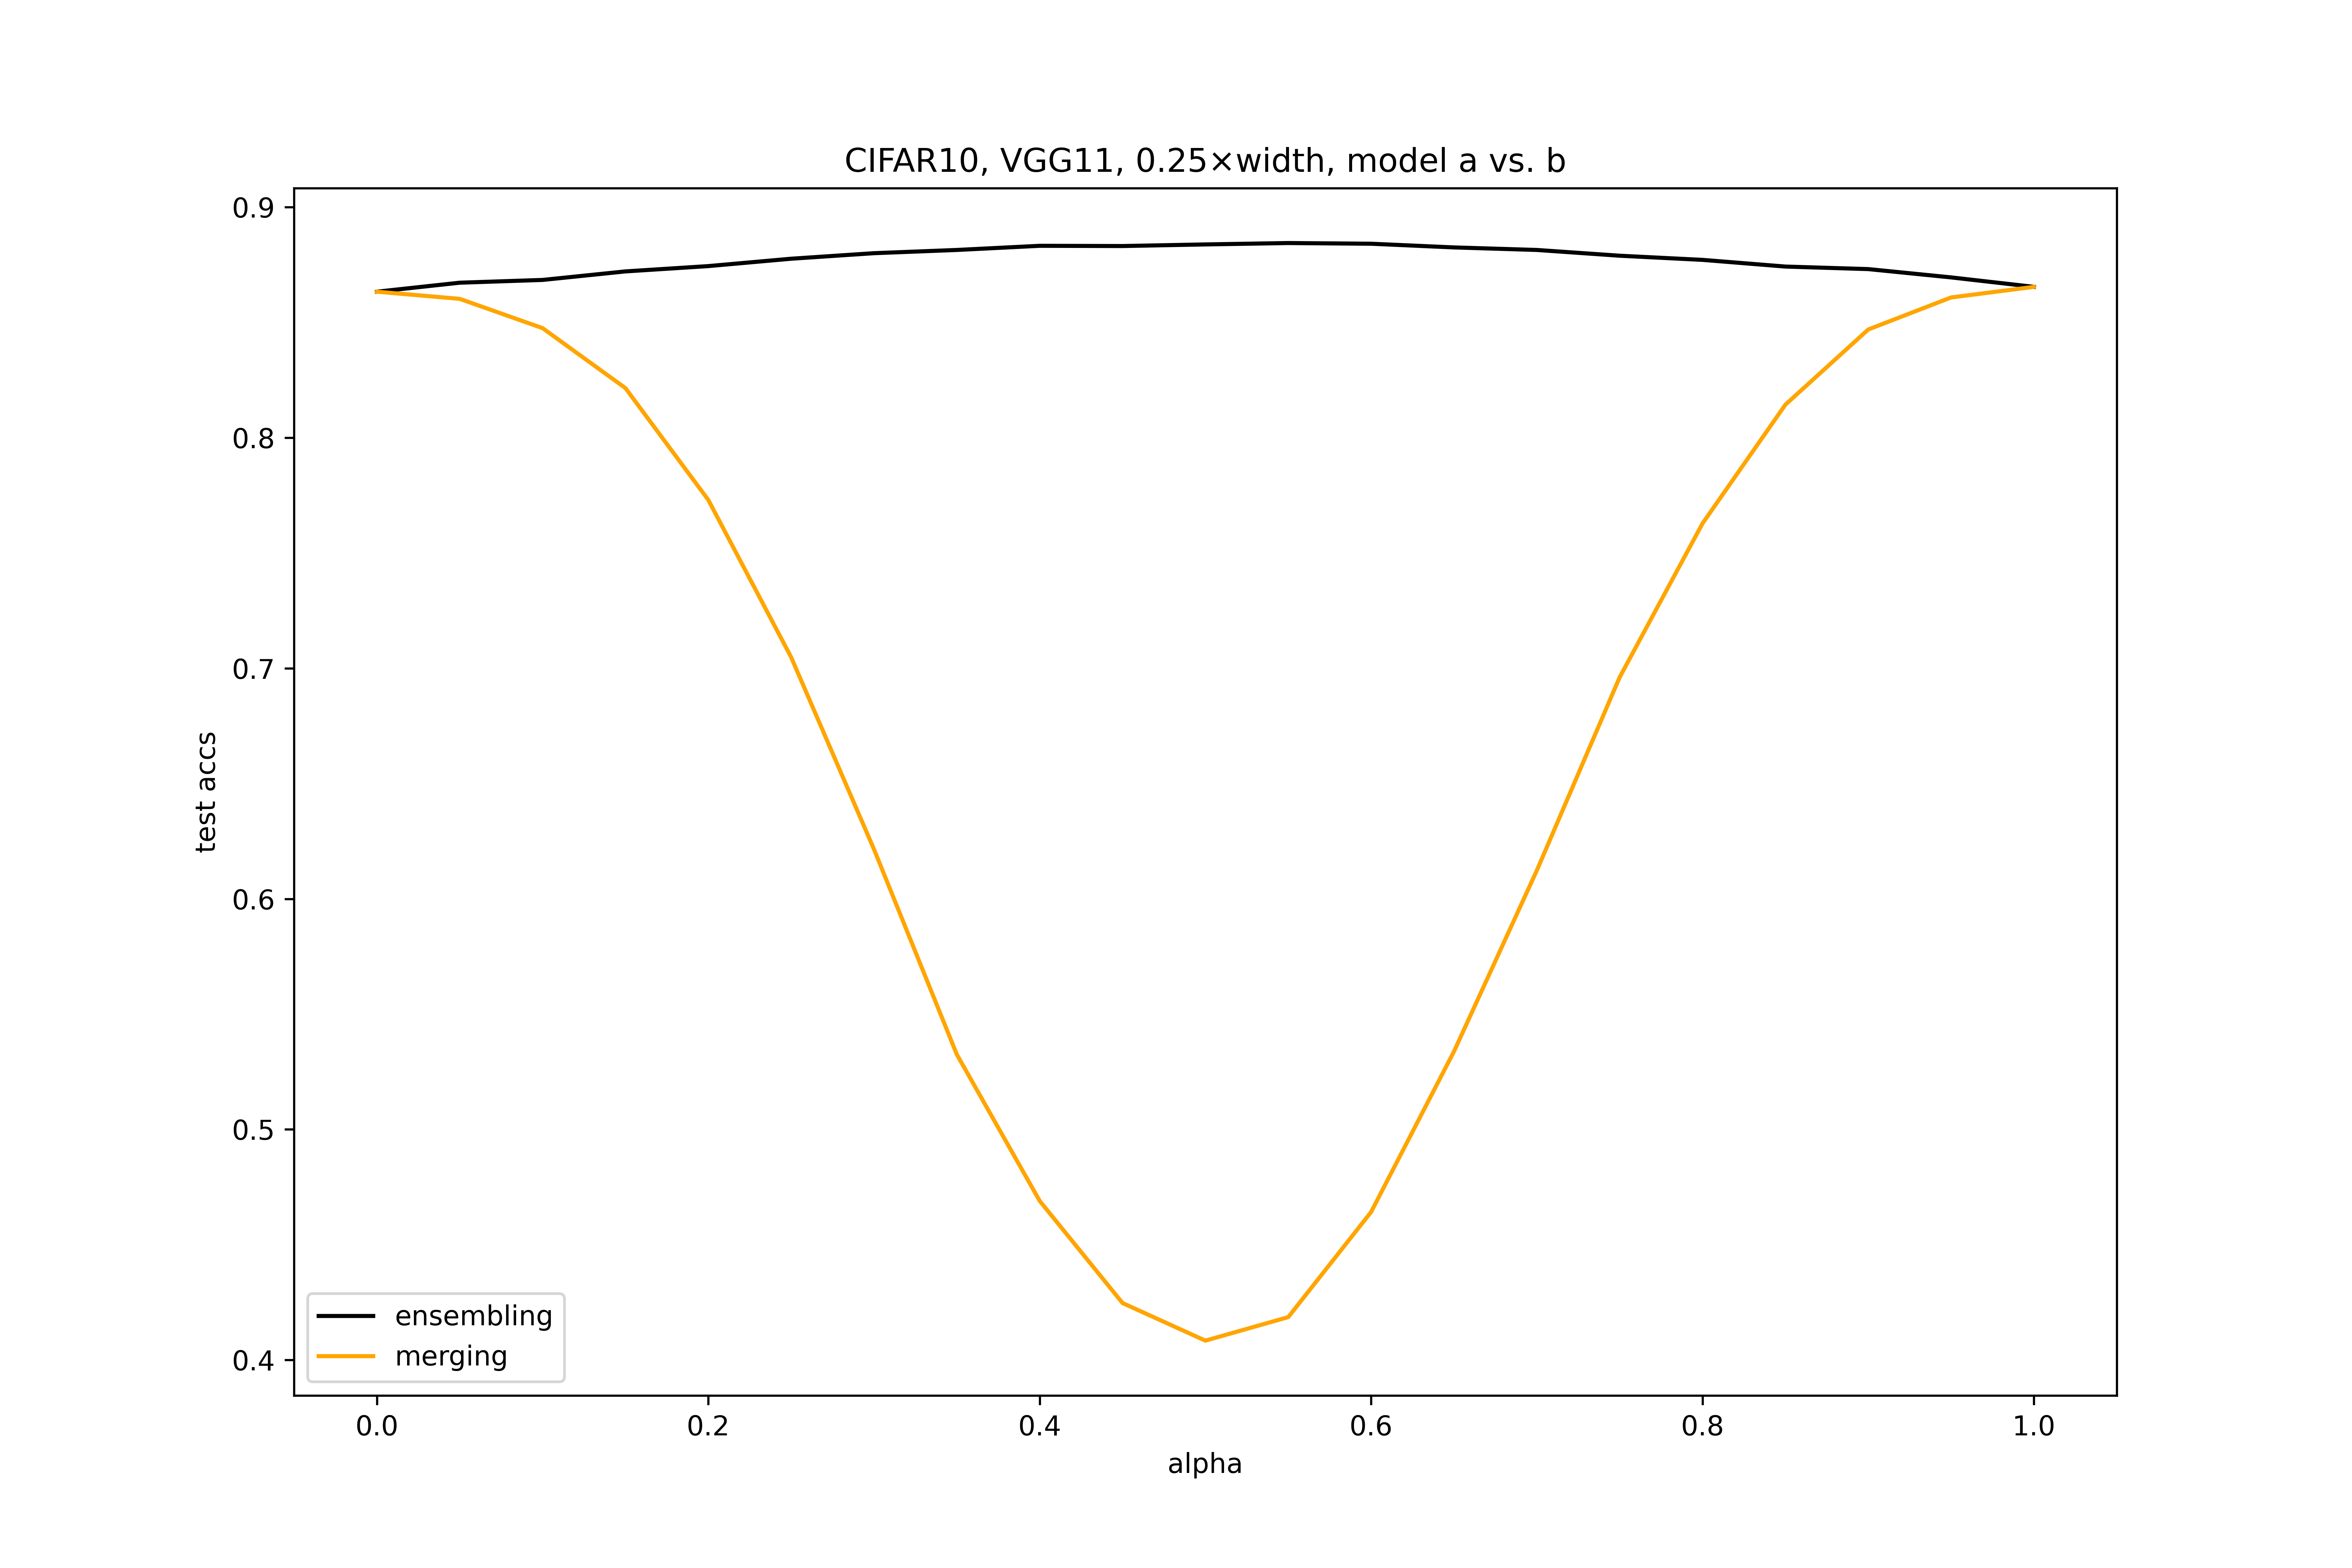 CIFAR10, VGG11, 0.25×width, model a vs. b
0.9
0.8
0.7
0.6
0.5
0.4
test accs
ensembling
merging
0.0 0.2 0.4 0.6 0.8 1.0
alpha